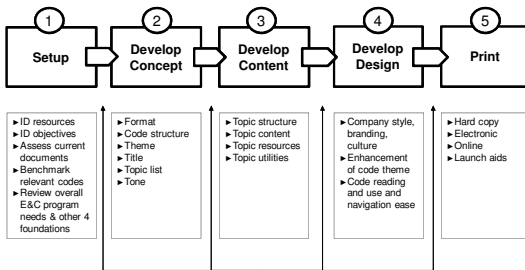 1
2
3
4
5
Setup
Develop
Concept
Develop
Content
Develop
Design
Print
►ID resources
►ID objectives
►Assess current
documents
►Benchmark
relevant codes
►Review overall
E&C program
needs & other 4
foundations
►Format
►Code structure
►Theme
►Title
►Topic list
►Tone
►Topic structure
►Topic content
►Topic resources
►Topic utilities
►Company style,
branding,
culture
►Enhancement
of code theme
►Code reading
and use and
navigation ease
►Hard copy
►Electronic
►Online
►Launch aids